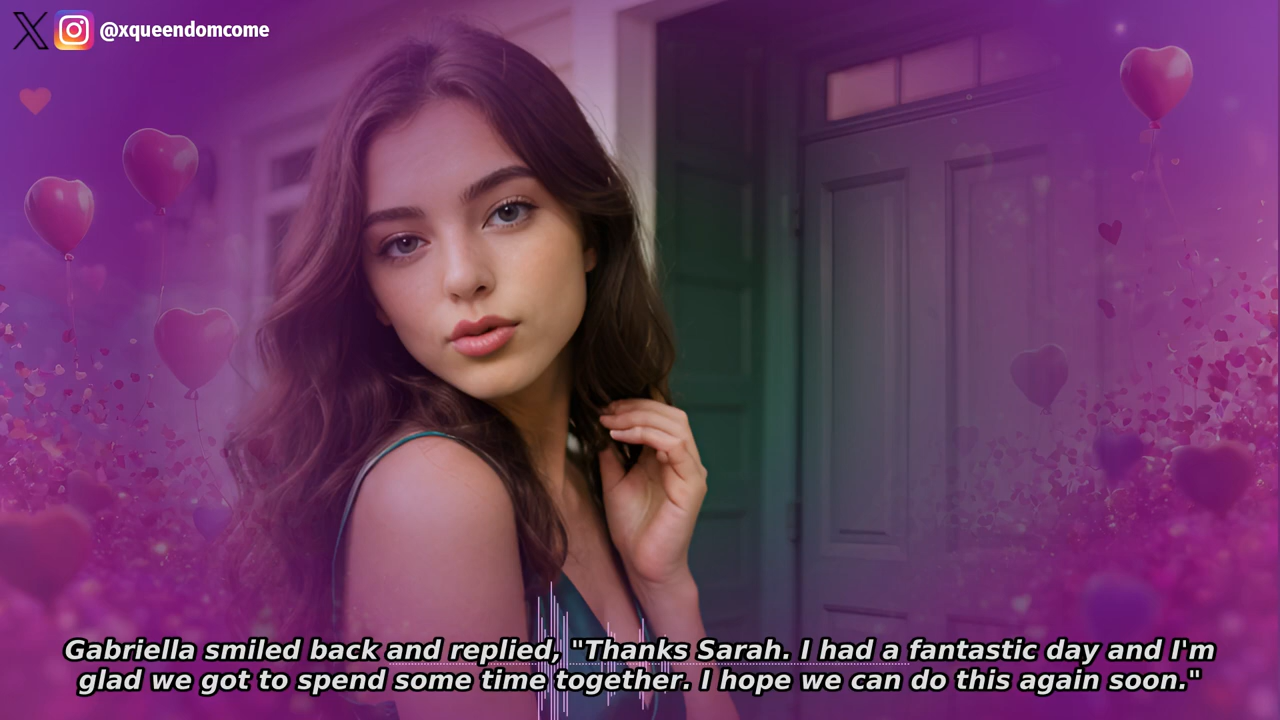 @xqueendomcome
Gabriella smiled back and replied, "Thanks Sarah. I had a fantastic day and I'm
glad we got to spend some time together. I hope we can do this again soon."